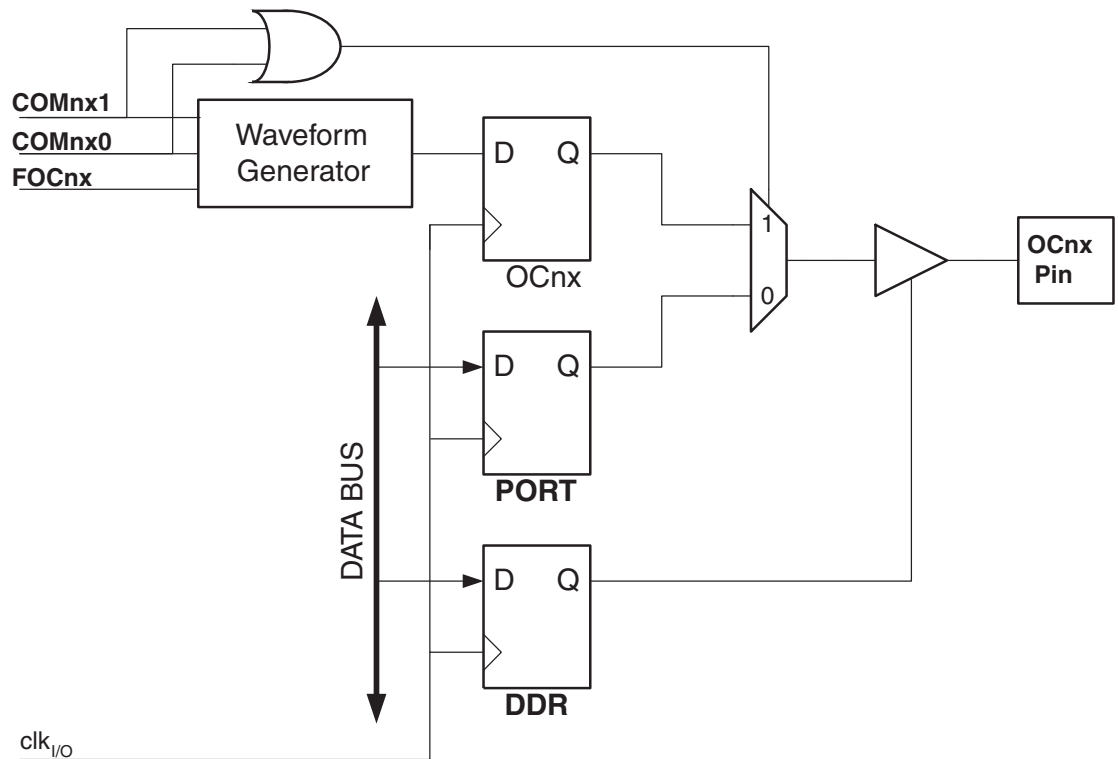 COMnx1
COMnx0
FOCnx
Waveform
Generator
D Q
OCnx
1
0
OCnx
Pin
D Q
PORT
DATA BUS
D Q
DDR
clkI/O